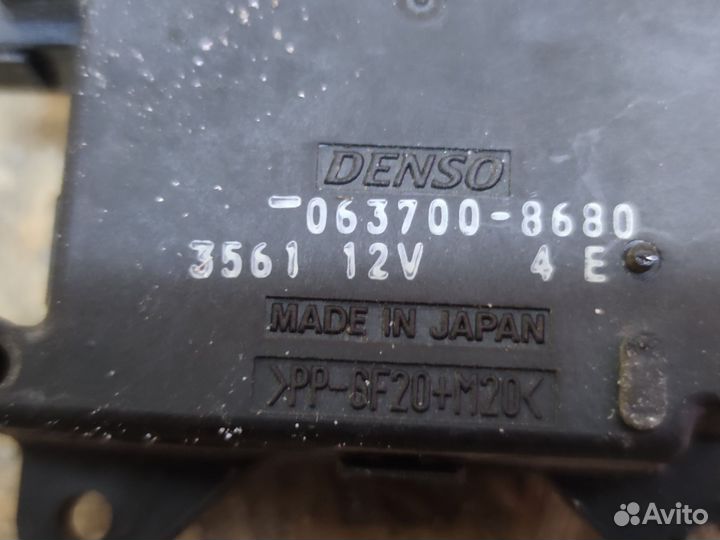 DENSO
-063700-8680
3561 12V 4 E
MADE IN JAPAN
>PP-GF20+M20<
Avito